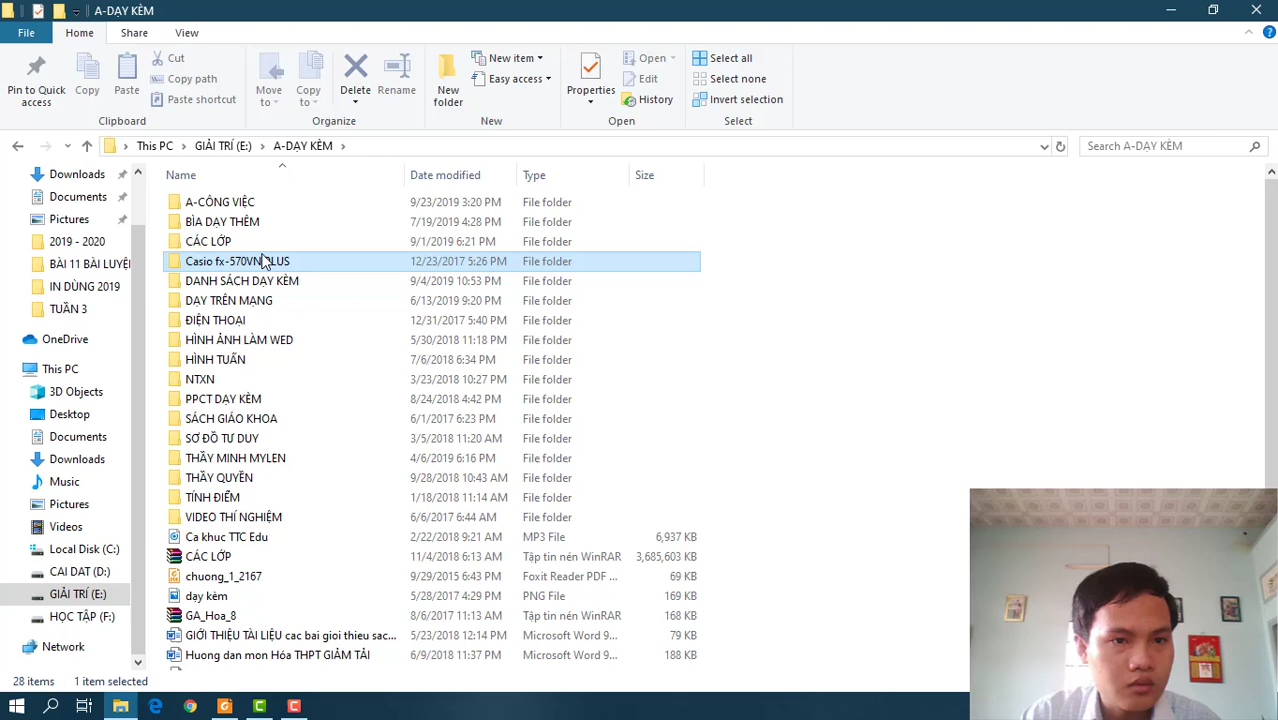 A-DẠY KÈM
File
Home
Share
View
Pin to Quick access
Copy
Paste
Cut
Copy path
Paste shortcut
Clipboard
Move to
Copy to
Delete
Rename
Organize
New folder
New item
Easy access
New
Properties
Open
Edit
History
Open
Select all
Select none
Invert selection
Select
This PC > GIẢI TRÍ (E:) > A-DẠY KÈM >
Search A-DẠY KÈM
Downloads
Documents
Pictures
2019 - 2020
BÀI 11 BÀI LUYỆ
IN DÙNG 2019
TUẦN 3
OneDrive
This PC
3D Objects
Desktop
Documents
Downloads
Music
Pictures
Videos
Local Disk (C:)
CAI DAT (D:)
GIẢI TRÍ (E:)
HỌC TẬP (F:)
Network
Name Date modified Type Size
A-CÔNG VIỆC 9/23/2019 3:20 PM File folder
BÌA DẠY THÊM 7/19/2019 4:28 PM File folder
CÁC LỚP 9/1/2019 6:21 PM File folder
Casio fx-570VN PLUS 12/23/2017 5:26 PM File folder
DANH SÁCH DẠY KÈM 9/4/2019 10:53 PM File folder
DẠY TRÊN MẠNG 6/13/2019 9:20 PM File folder
ĐIỆN THOẠI 12/31/2017 5:40 PM File folder
HÌNH ẢNH LÀM WED 5/30/2018 11:18 PM File folder
HÌNH TUẤN 7/6/2018 6:34 PM File folder
NTXN 3/23/2018 10:27 PM File folder
PPCT DẠY KÈM 8/24/2018 4:42 PM File folder
SÁCH GIÁO KHOA 6/1/2017 6:23 PM File folder
SƠ ĐỒ TƯ DUY 3/5/2018 11:20 AM File folder
THẦY MINH MYLEN 4/6/2019 6:16 PM File folder
THẦY QUYỀN 9/28/2018 10:43 AM File folder
TÍNH ĐIỂM 1/18/2018 11:14 AM File folder
VIDEO THÍ NGHIỆM 6/6/2017 6:44 AM File folder
Ca khuc TTC Edu 2/22/2018 9:21 AM MP3 File 6,937 KB
CÁC LỚP 11/4/2018 6:13 AM Tập tin nén WinRAR 3,685,603 KB
chuong_1_2167 9/29/2015 6:43 PM Foxit Reader PDF ... 69 KB
dạy kèm 5/28/2017 4:29 PM PNG File 169 KB
GA_Hoa_8 8/6/2017 11:13 AM Tập tin nén WinRAR 168 KB
GIỚI THIỆU TÀI LIỆU cac bai gioi thieu sac... 5/23/2018 12:14 PM Microsoft Word 9... 79 KB
Huong dan mon Hóa THPT GIẢM TẢI 6/9/2018 11:37 PM Microsoft Word 9... 188 KB
28 items 1 item selected